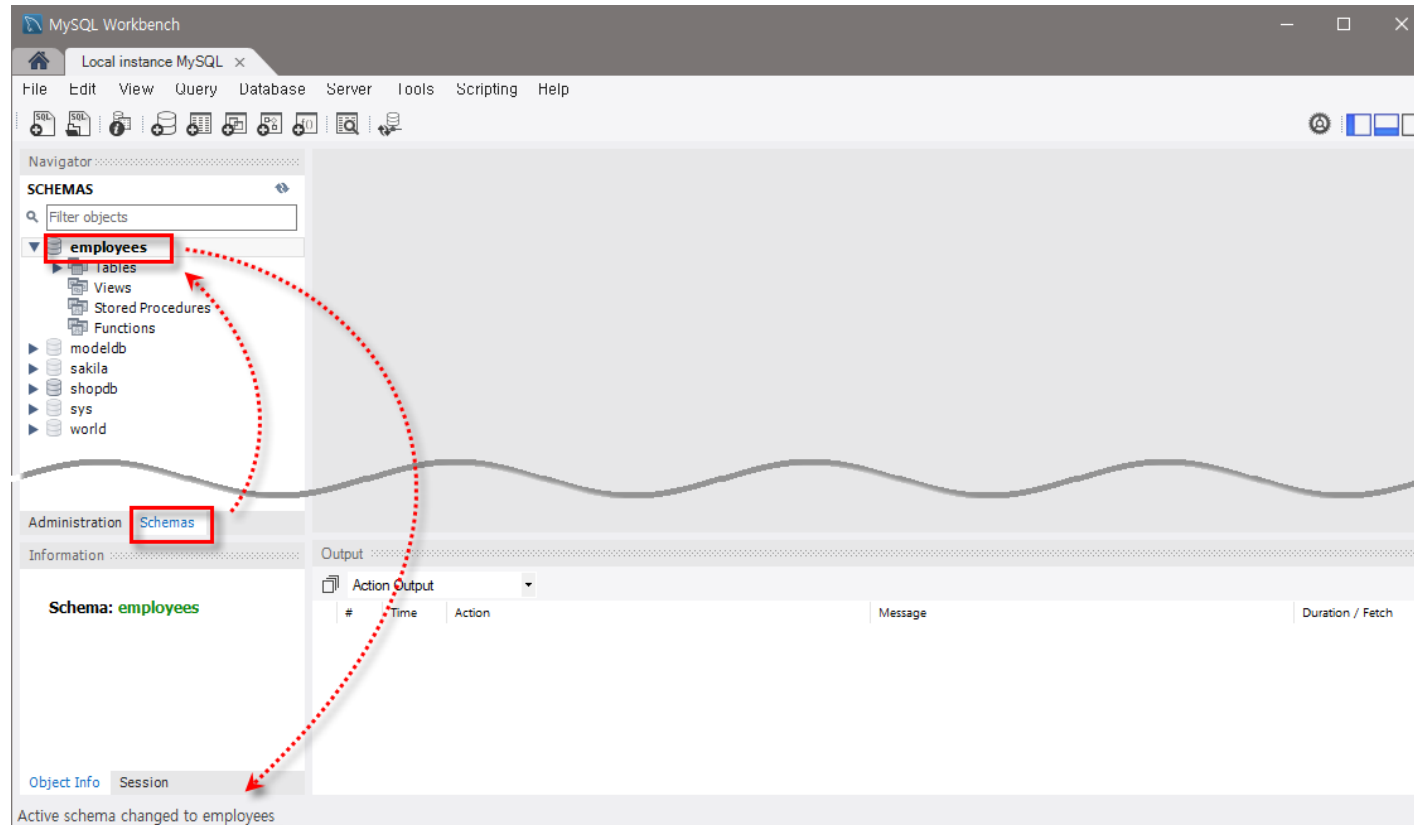 MySQL Workbench
Local instance MySQL
File Edit View Query Database Server Tools Scripting Help
SQL SQL
Navigator
SCHEMAS
Filter objects
employees
Tables
Views
Stored Procedures
Functions
modeldb
sakila
shopdb
sys
world
Administration Schemas
Information
Schema: employees
Object Info Session
Output
Action Output
# Time Action Message Duration / Fetch
Active schema changed to employees